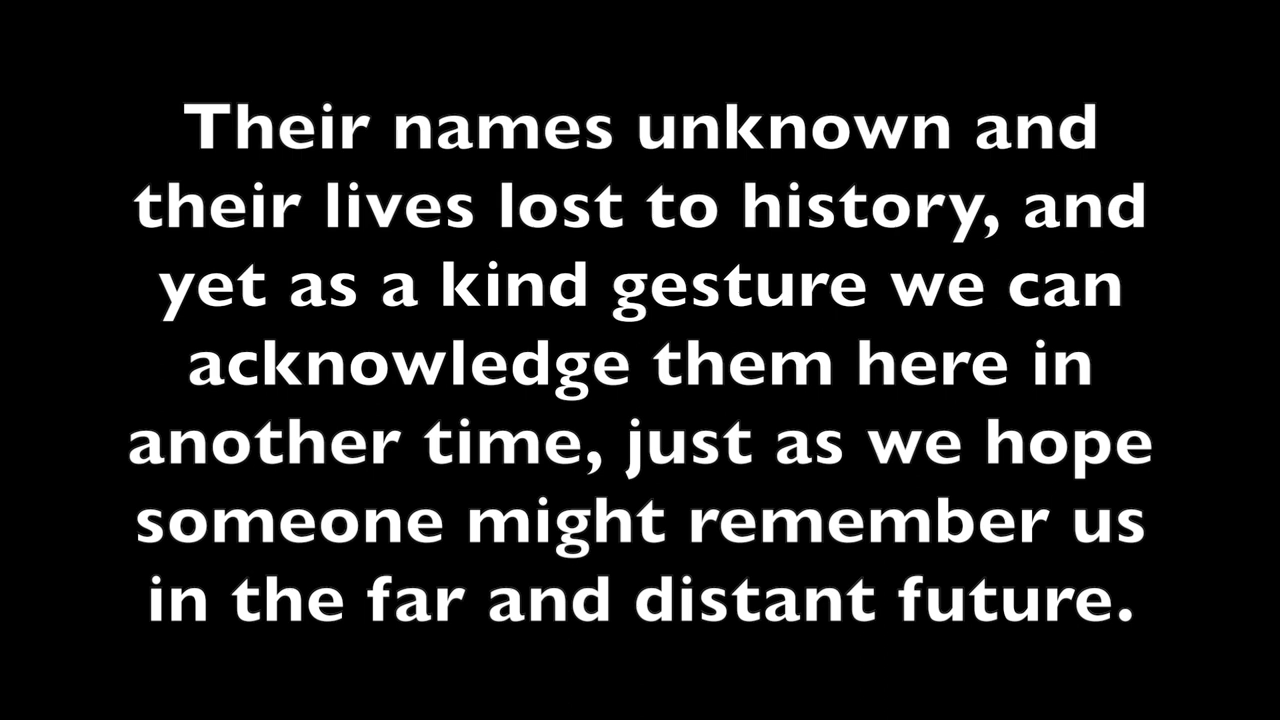 Their names unknown and
their lives lost to history, and
yet as a kind gesture we can
acknowledge them here in
another time, just as we hope
someone might remember us
in the far and distant future.